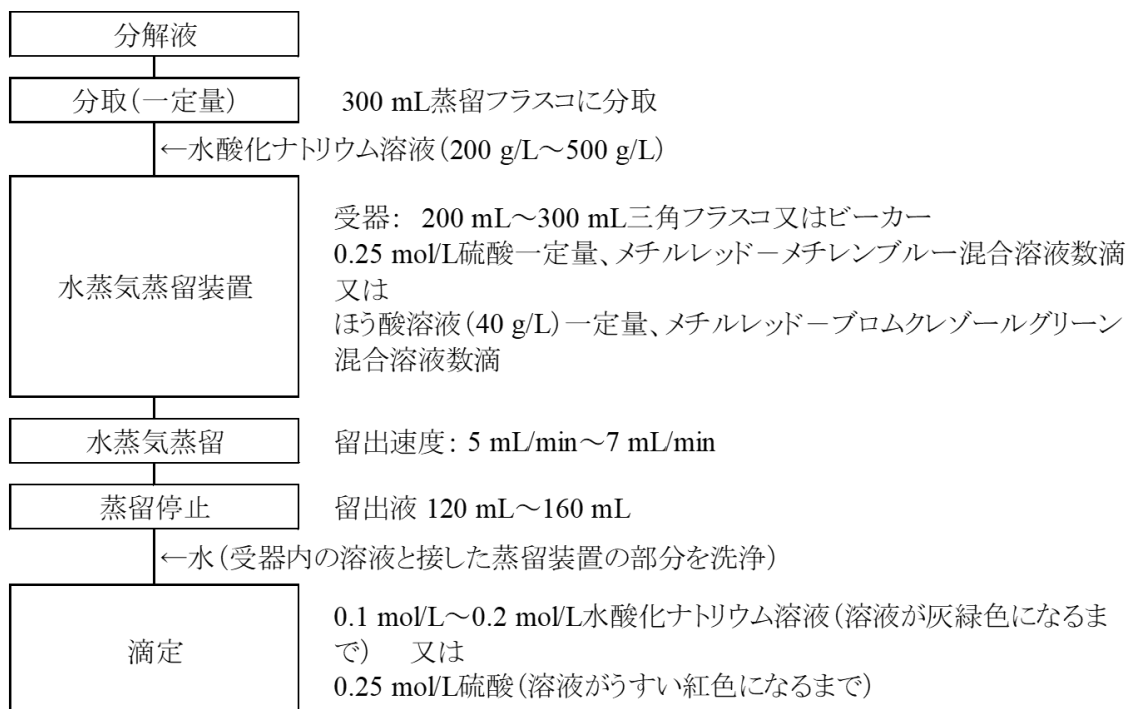 分解液
分取(一定量) 300 mL蒸留フラスコに分取
←水酸化ナトリウム溶液(200 g/L～500 g/L)
水蒸気蒸留装置
受器: 200 mL～300 mL三角フラスコ又はビーカー
0.25 mol/L硫酸一定量、メチルレッド－メチレンブルー混合溶液数滴
又は
ほう酸溶液(40 g/L)一定量、メチルレッド－ブロムクレゾールグリーン
混合溶液数滴
水蒸気蒸留 留出速度: 5 mL/min～7 mL/min
蒸留停止 留出液 120 mL～160 mL
←水(受器内の溶液と接した蒸留装置の部分を洗浄)
滴定
0.1 mol/L～0.2 mol/L水酸化ナトリウム溶液(溶液が灰緑色になるま
で) 又は
0.25 mol/L硫酸(溶液がうすい紅色になるまで)